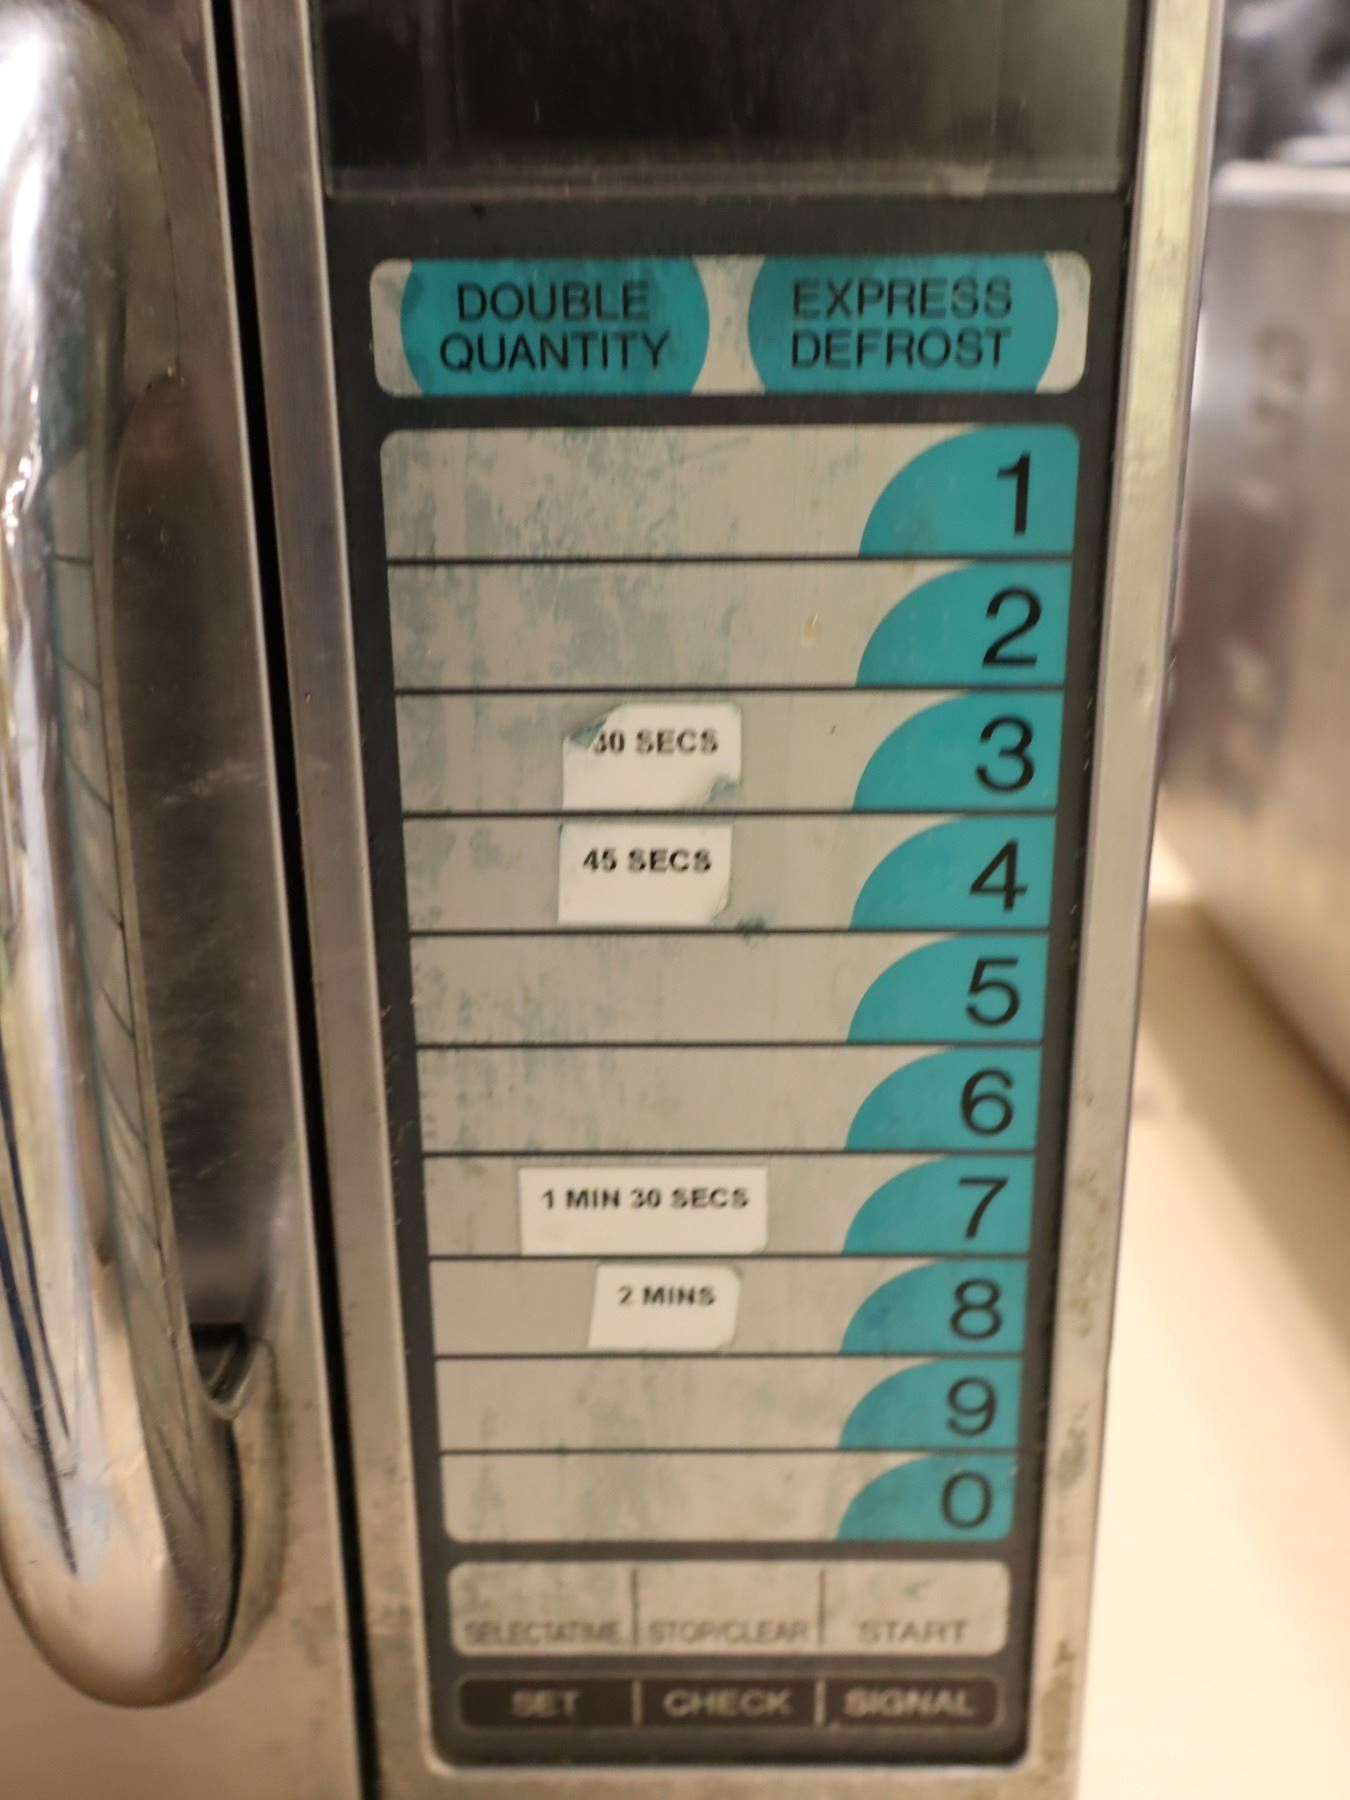 DOUBLE QUANTITY
EXPRESS DEFROST
1
2
30 SECS 3
45 SECS 4
5
6
1 MIN 30 SECS 7
2 MINS 8
9
0
SELECTATIME STOP/CLEAR START
SET CHECK SIGNAL